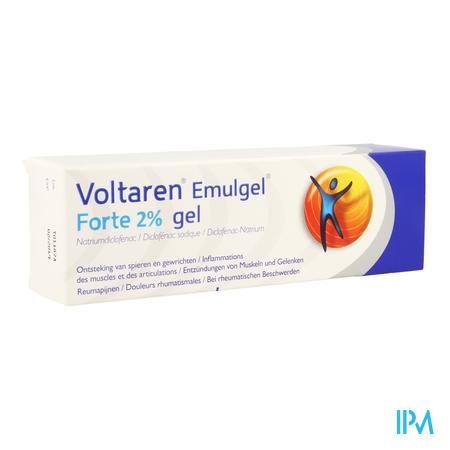 Voltaren® Emulgel®
Forte 2% gel
Natriumdiclofenac / Diclofénac sodique / Diclofenac-Natrium
Ontsteking van spieren en gewrichten / Inflammations
des muscles et des articulations / Entzündungen von Muskeln und Gelenken
Reumapijnen / Douleurs rhumatismales / Bei rheumatischen Beschwerden
IPM